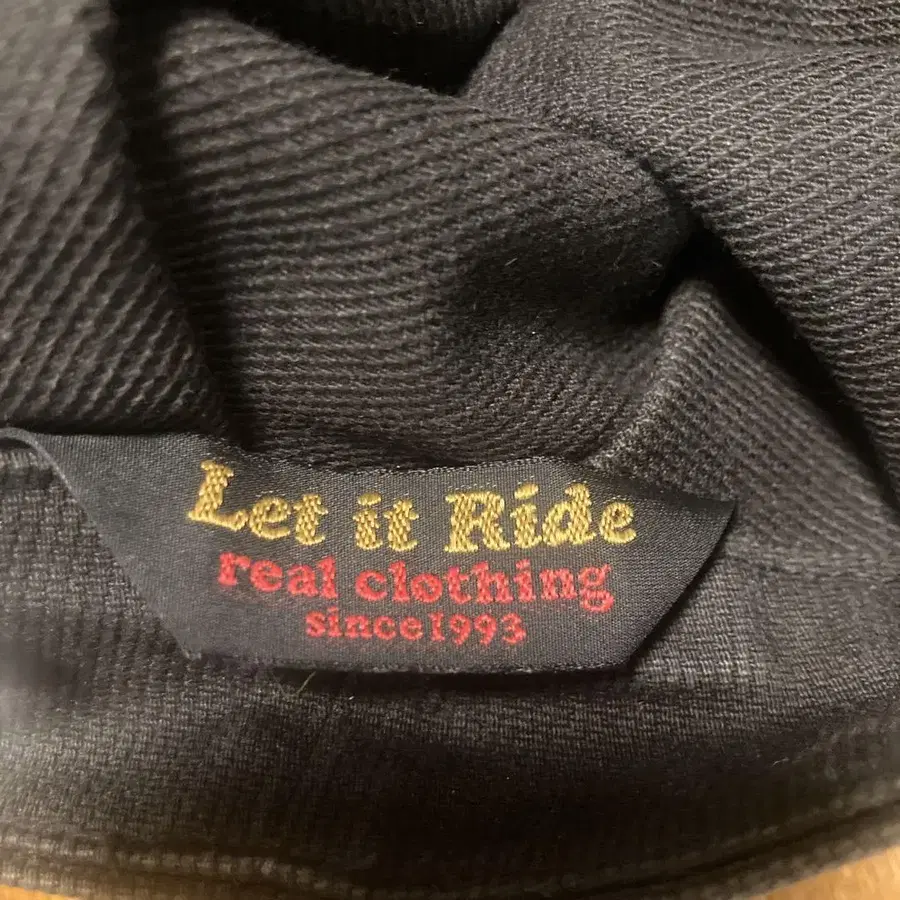 Let it Ride
real clothing
since1993